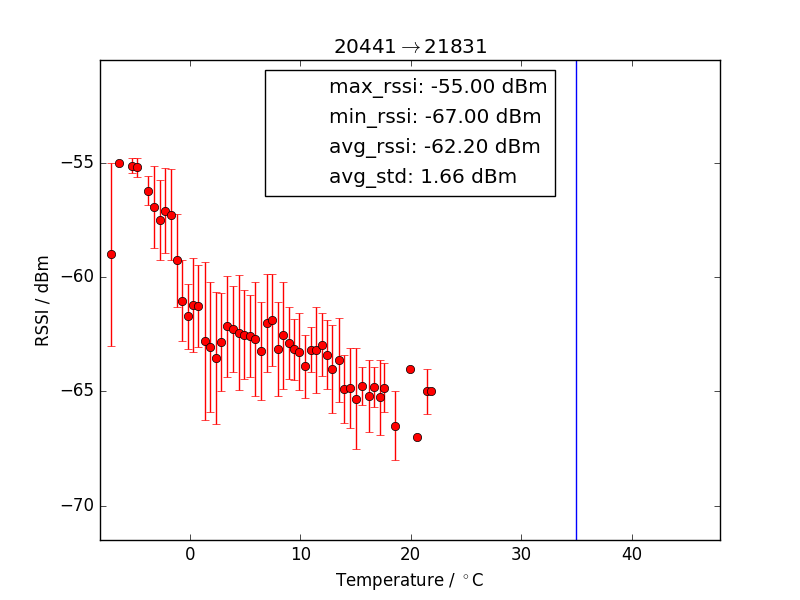 20441→21831
max_rssi: -55.00 dBm
min_rssi: -67.00 dBm
avg_rssi: -62.20 dBm
avg_std: 1.66 dBm
RSSI / dBm
−55
−60
−65
−70
0 10 20 30 40
Temperature / °C